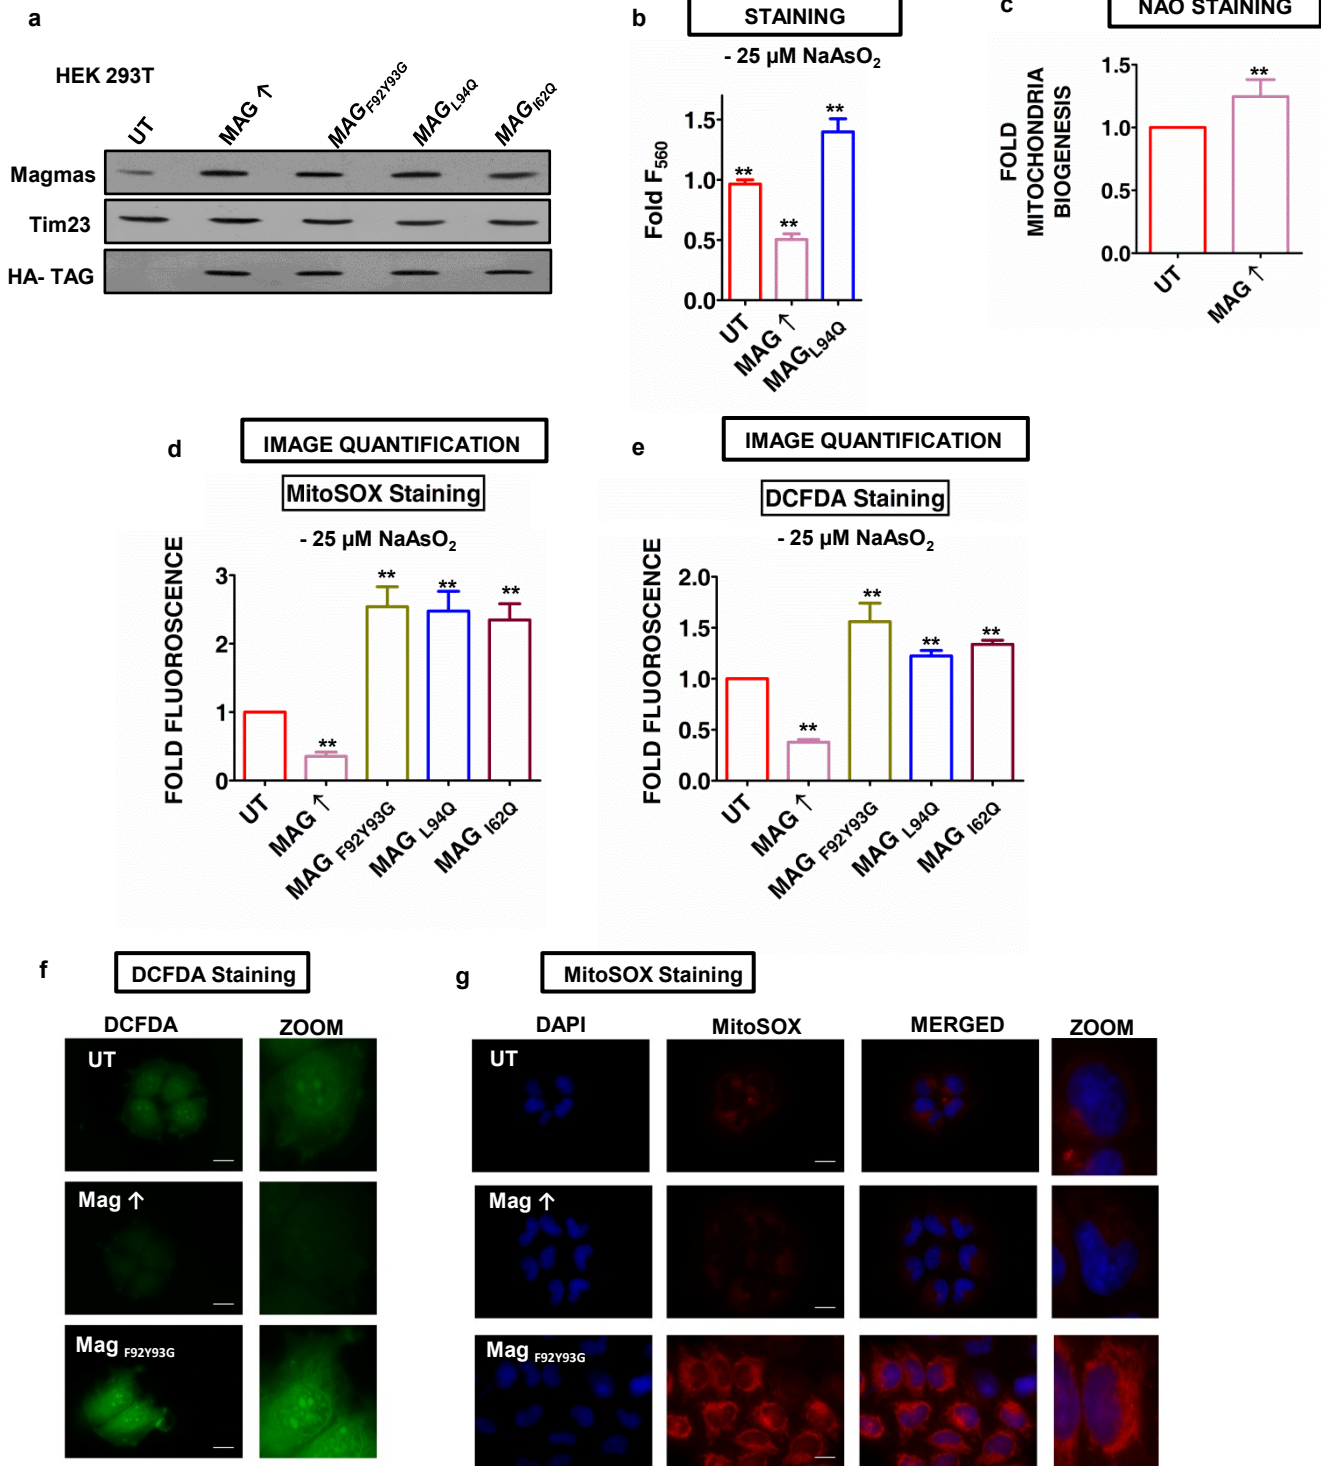 a
HEK 293T
UT
MAG ↑
MAG F92Y93G
MAG L94Q
MAG I62Q
Magmas
Tim23
HA- TAG
b
STAINING
- 25 µM NaAsO2
Fold F560
1.5
1.0
0.5
0.0
**
**
**
UT
MAG ↑
MAG L94Q
c
NAO STAINING
FOLD
MITOCHONDRIA
BIOGENESIS
1.5
1.0
0.5
0.0
**
UT
MAG ↑
d
IMAGE QUANTIFICATION
MitoSOX Staining
- 25 µM NaAsO2
FOLD FLUOROSCENCE
3
2
1
0
**
**
**
**
UT
MAG ↑
MAG F92Y93G
MAG L94Q
MAG I62Q
e
IMAGE QUANTIFICATION
DCFDA Staining
- 25 µM NaAsO2
FOLD FLUOROSCENCE
2.0
1.5
1.0
0.5
0.0
**
**
**
**
UT
MAG ↑
MAG F92Y93G
MAG L94Q
MAG I62Q
f
DCFDA Staining
DCFDA
ZOOM
UT
Mag ↑
Mag F92Y93G
g
MitoSOX Staining
DAPI
MitoSOX
MERGED
ZOOM
UT
Mag ↑
Mag F92Y93G